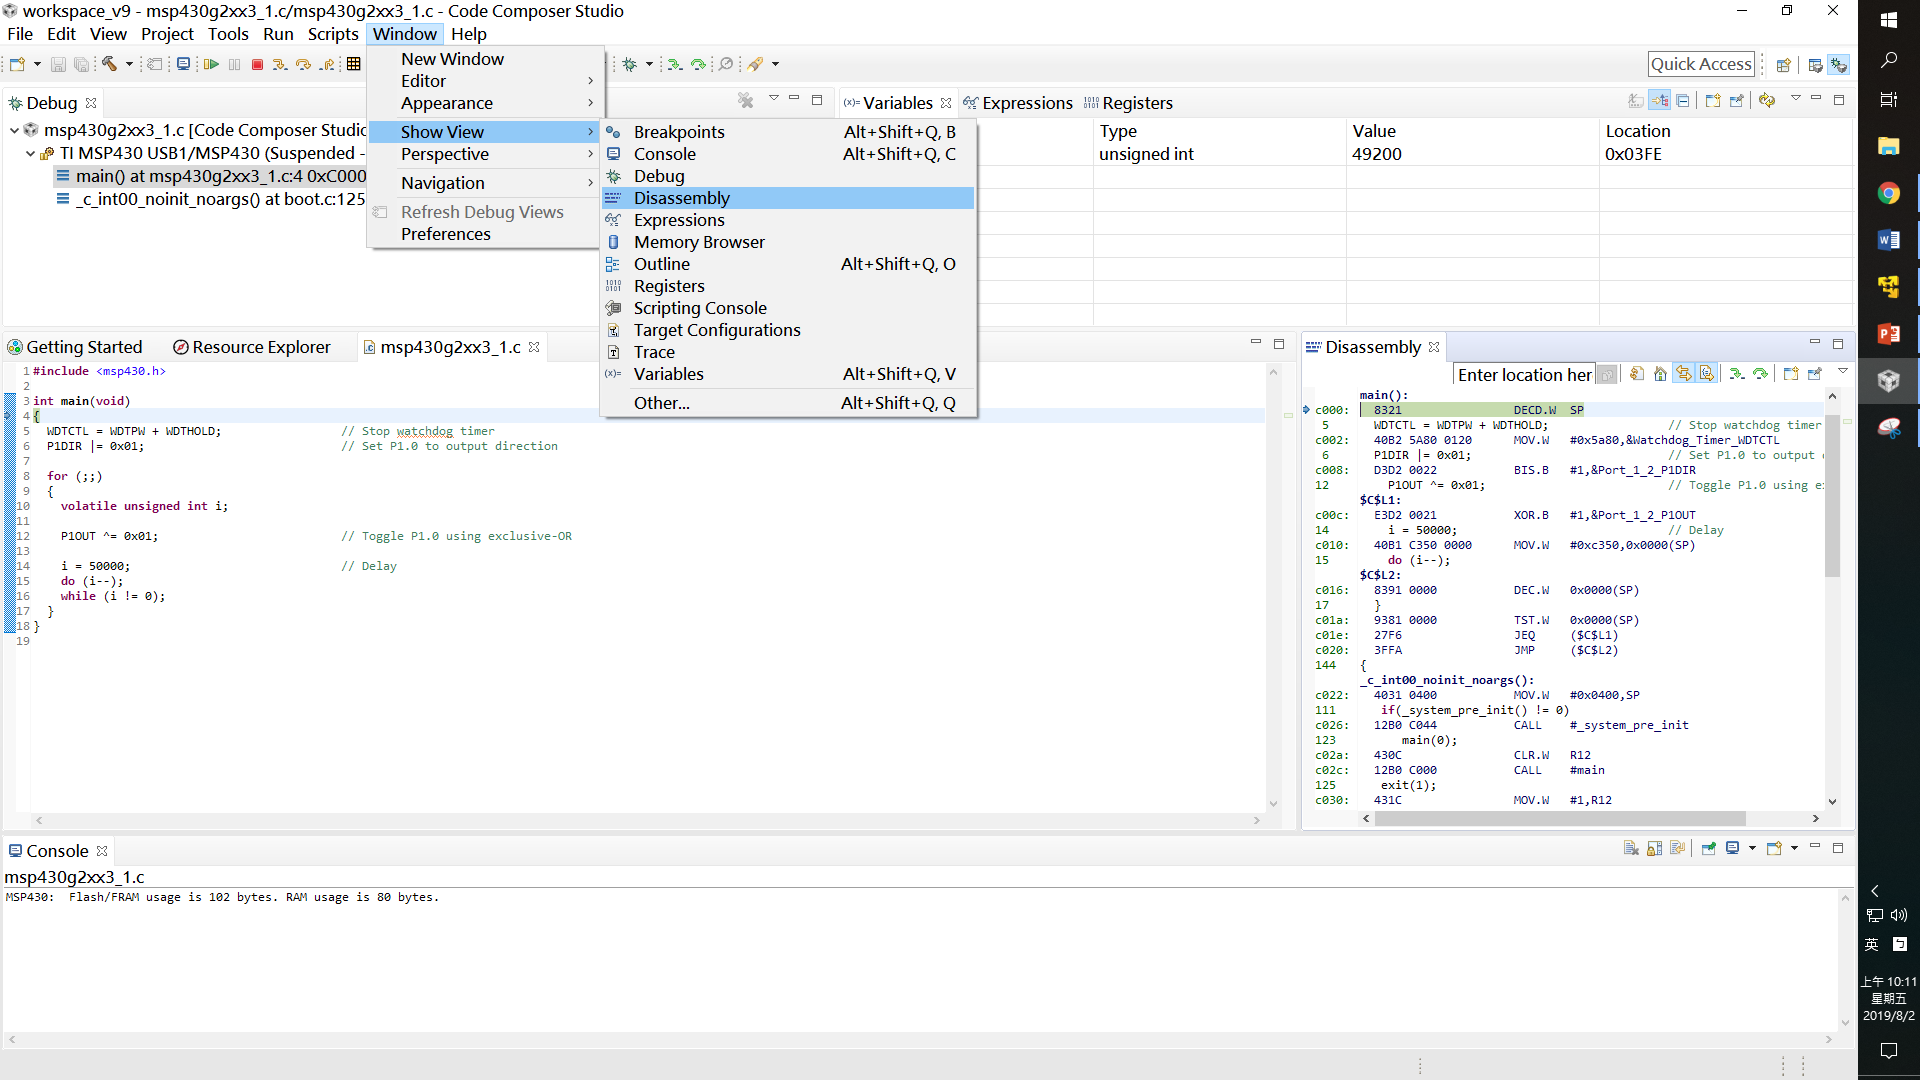 workspace_v9 - msp430g2xx3_1.c/msp430g2xx3_1.c - Code Composer Studio
File Edit View Project Tools Run Scripts Window Help
Quick Access
New Window
Editor
Appearance
Show View
Perspective
Navigation
Refresh Debug Views
Preferences
Breakpoints Alt+Shift+Q, B
Console Alt+Shift+Q, C
Debug
Disassembly
Expressions
Memory Browser
Outline Alt+Shift+Q, O
Registers
Scripting Console
Target Configurations
Trace
Variables Alt+Shift+Q, V
Other... Alt+Shift+Q, Q
Debug
msp430g2xx3_1.c [Code Composer Studio
TI MSP430 USB1/MSP430 (Suspended -
main() at msp430g2xx3_1.c:4 0xC000
_c_int00_noinit_noargs() at boot.c:125
(x)= Variables Expressions Registers
Type Value Location
unsigned int 49200 0x03FE
Getting Started Resource Explorer msp430g2xx3_1.c
1 #include <msp430.h>
2
3 int main(void)
4 {
5 WDTCTL = WDTPW + WDTHOLD; // Stop watchdog timer
6 P1DIR |= 0x01; // Set P1.0 to output direction
7
8 for (;;)
9 {
10 volatile unsigned int i;
11
12 P1OUT ^= 0x01; // Toggle P1.0 using exclusive-OR
13
14 i = 50000; // Delay
15 do (i--);
16 while (i != 0);
17 }
18 }
19
Disassembly
Enter location her
main():
c000: 8321 DECD.W SP
5 WDTCTL = WDTPW + WDTHOLD; // Stop watchdog timer
c002: 40B2 5A80 0120 MOV.W #0x5a80,&Watchdog_Timer_WDTCTL
6 P1DIR |= 0x01; // Set P1.0 to output
c008: D3D2 0022 BIS.B #1,&Port_1_2_P1DIR
12 P1OUT ^= 0x01; // Toggle P1.0 using
$C$L1:
c00c: E3D2 0021 XOR.B #1,&Port_1_2_P1OUT
14 i = 50000; // Delay
c010: 40B1 C350 0000 MOV.W #0xc350,0x0000(SP)
15 do (i--);
$C$L2:
c016: 8391 0000 DEC.W 0x0000(SP)
17 }
c01a: 9381 0000 TST.W 0x0000(SP)
c01e: 27F6 JEQ ($C$L1)
c020: 3FFA JMP ($C$L2)
144 {
_c_int00_noinit_noargs():
c022: 4031 0400 MOV.W #0x0400,SP
111 if(_system_pre_init() != 0)
c026: 12B0 C044 CALL #_system_pre_init
123 main(0);
c02a: 430C CLR.W R12
c02c: 12B0 C000 CALL #main
125 exit(1);
c030: 431C MOV.W #1,R12
Console
msp430g2xx3_1.c
MSP430: Flash/FRAM usage is 102 bytes. RAM usage is 80 bytes.
英 ㄅ
上午 10:11
星期五
2019/8/2